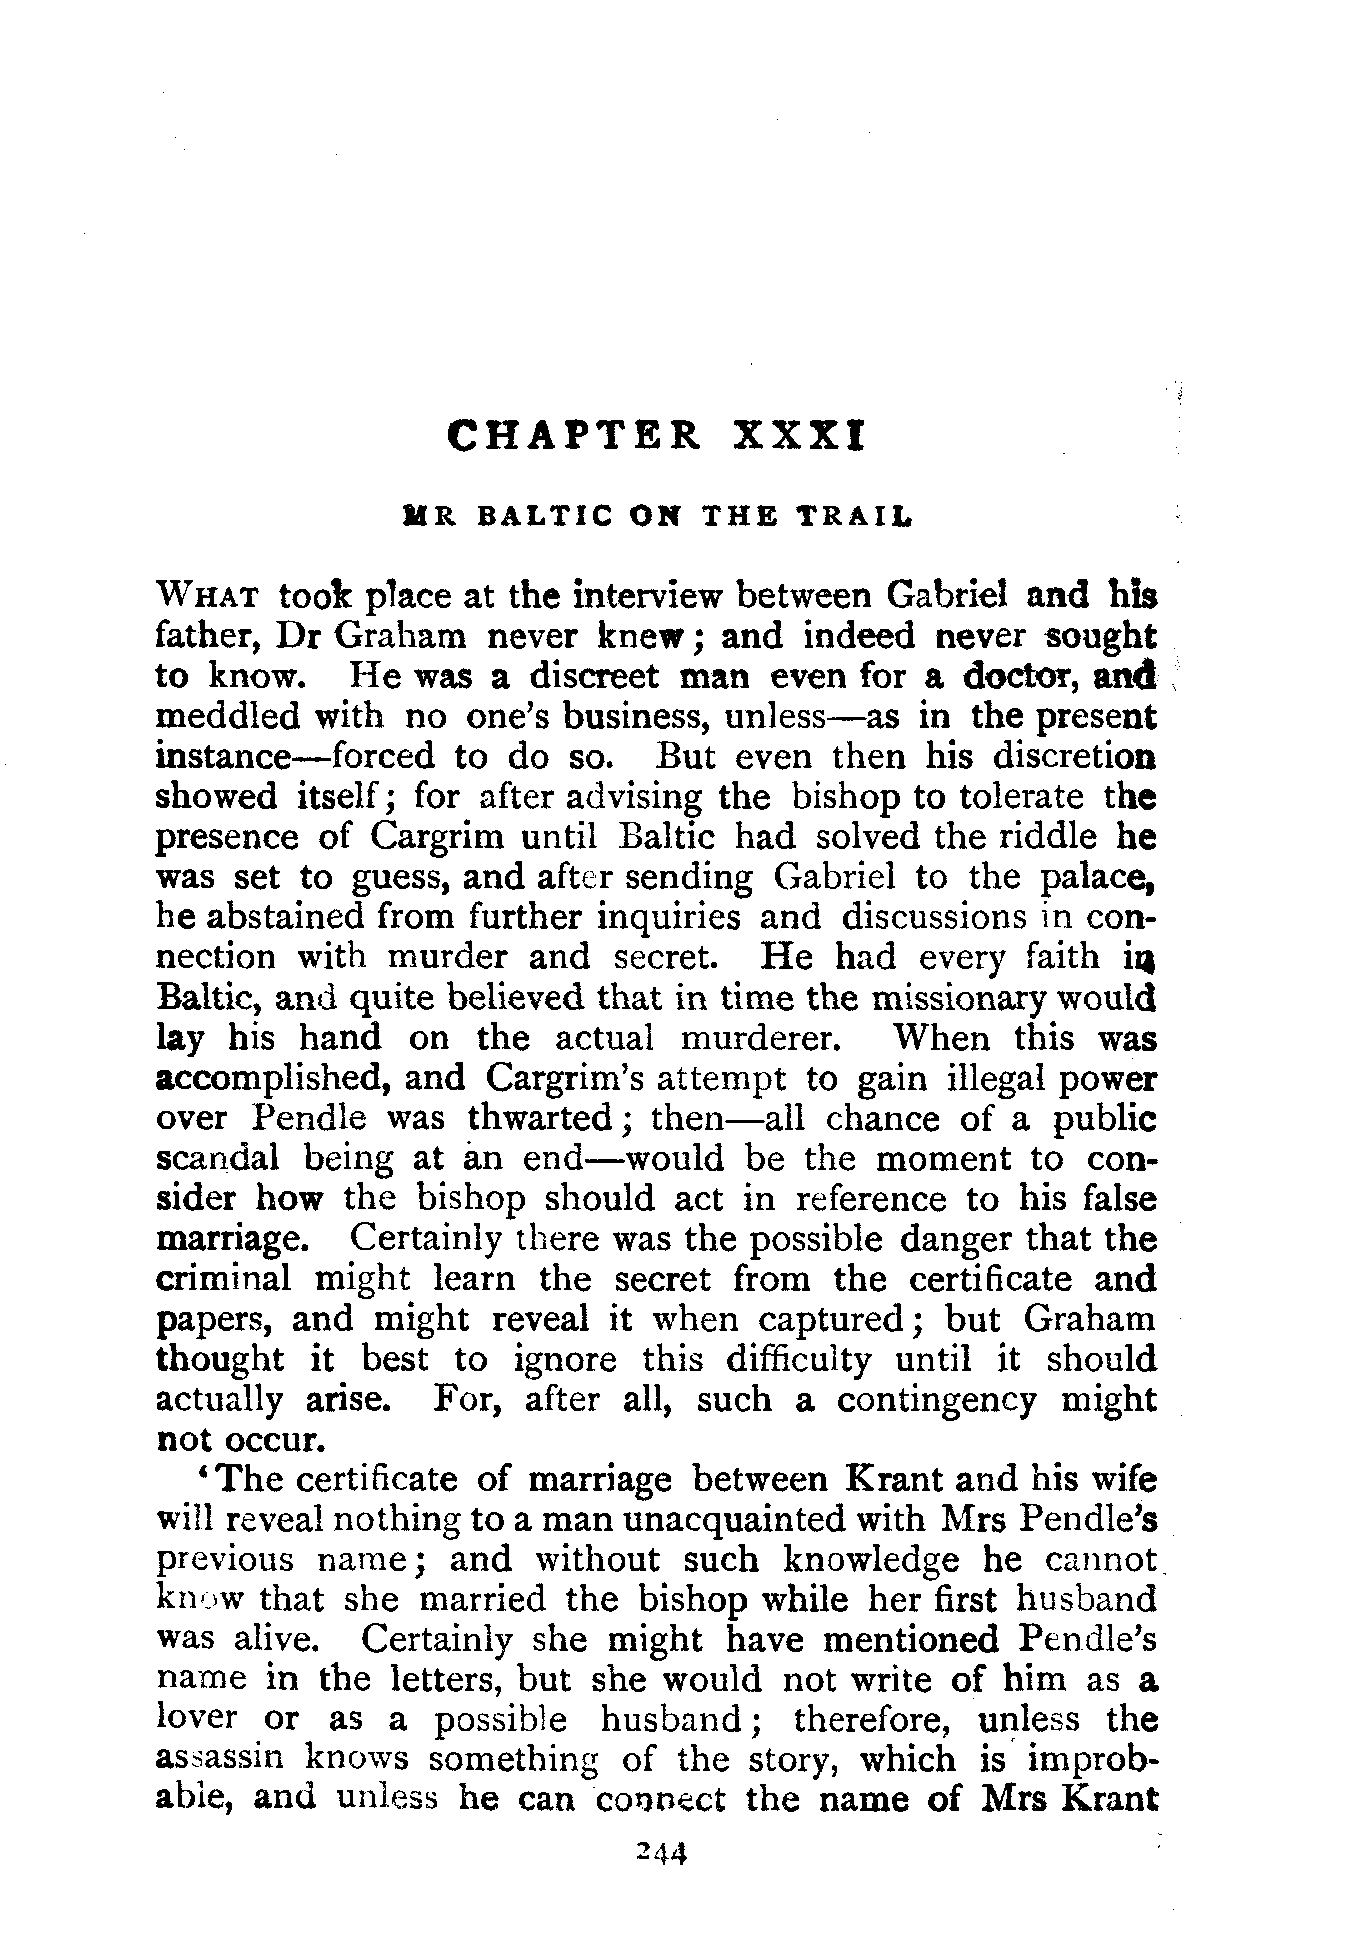 CHAPTER XXXI
MR BALTIC ON THE TRAIL
WHAT took place at the interview between Gabriel and his
father, Dr Graham never knew; and indeed never sought
to know. He was a discreet man even for a doctor, and
meddled with no one's business, unless—as in the present
instance—forced to do so. But even then his discretion
showed itself; for after advising the bishop to tolerate the
presence of Cargrim until Baltic had solved the riddle he
was set to guess, and after sending Gabriel to the palace,
he abstained from further inquiries and discussions in con-
nection with murder and secret. He had every faith in
Baltic, and quite believed that in time the missionary would
lay his hand on the actual murderer. When this was
accomplished, and Cargrim's attempt to gain illegal power
over Pendle was thwarted; then—all chance of a public
scandal being at an end—would be the moment to con-
sider how the bishop should act in reference to his false
marriage. Certainly there was the possible danger that the
criminal might learn the secret from the certificate and
papers, and might reveal it when captured; but Graham
thought it best to ignore this difficulty until it should
actually arise. For, after all, such a contingency might
not occur.
'The certificate of marriage between Krant and his wife
will reveal nothing to a man unacquainted with Mrs Pendle's
previous name; and without such knowledge he cannot
know that she married the bishop while her first husband
was alive. Certainly she might have mentioned Pendle's
name in the letters, but she would not write of him as a
lover or as a possible husband; therefore, unless the
assassin knows something of the story, which is improb-
able, and unless he can connect the name of Mrs Krant
244